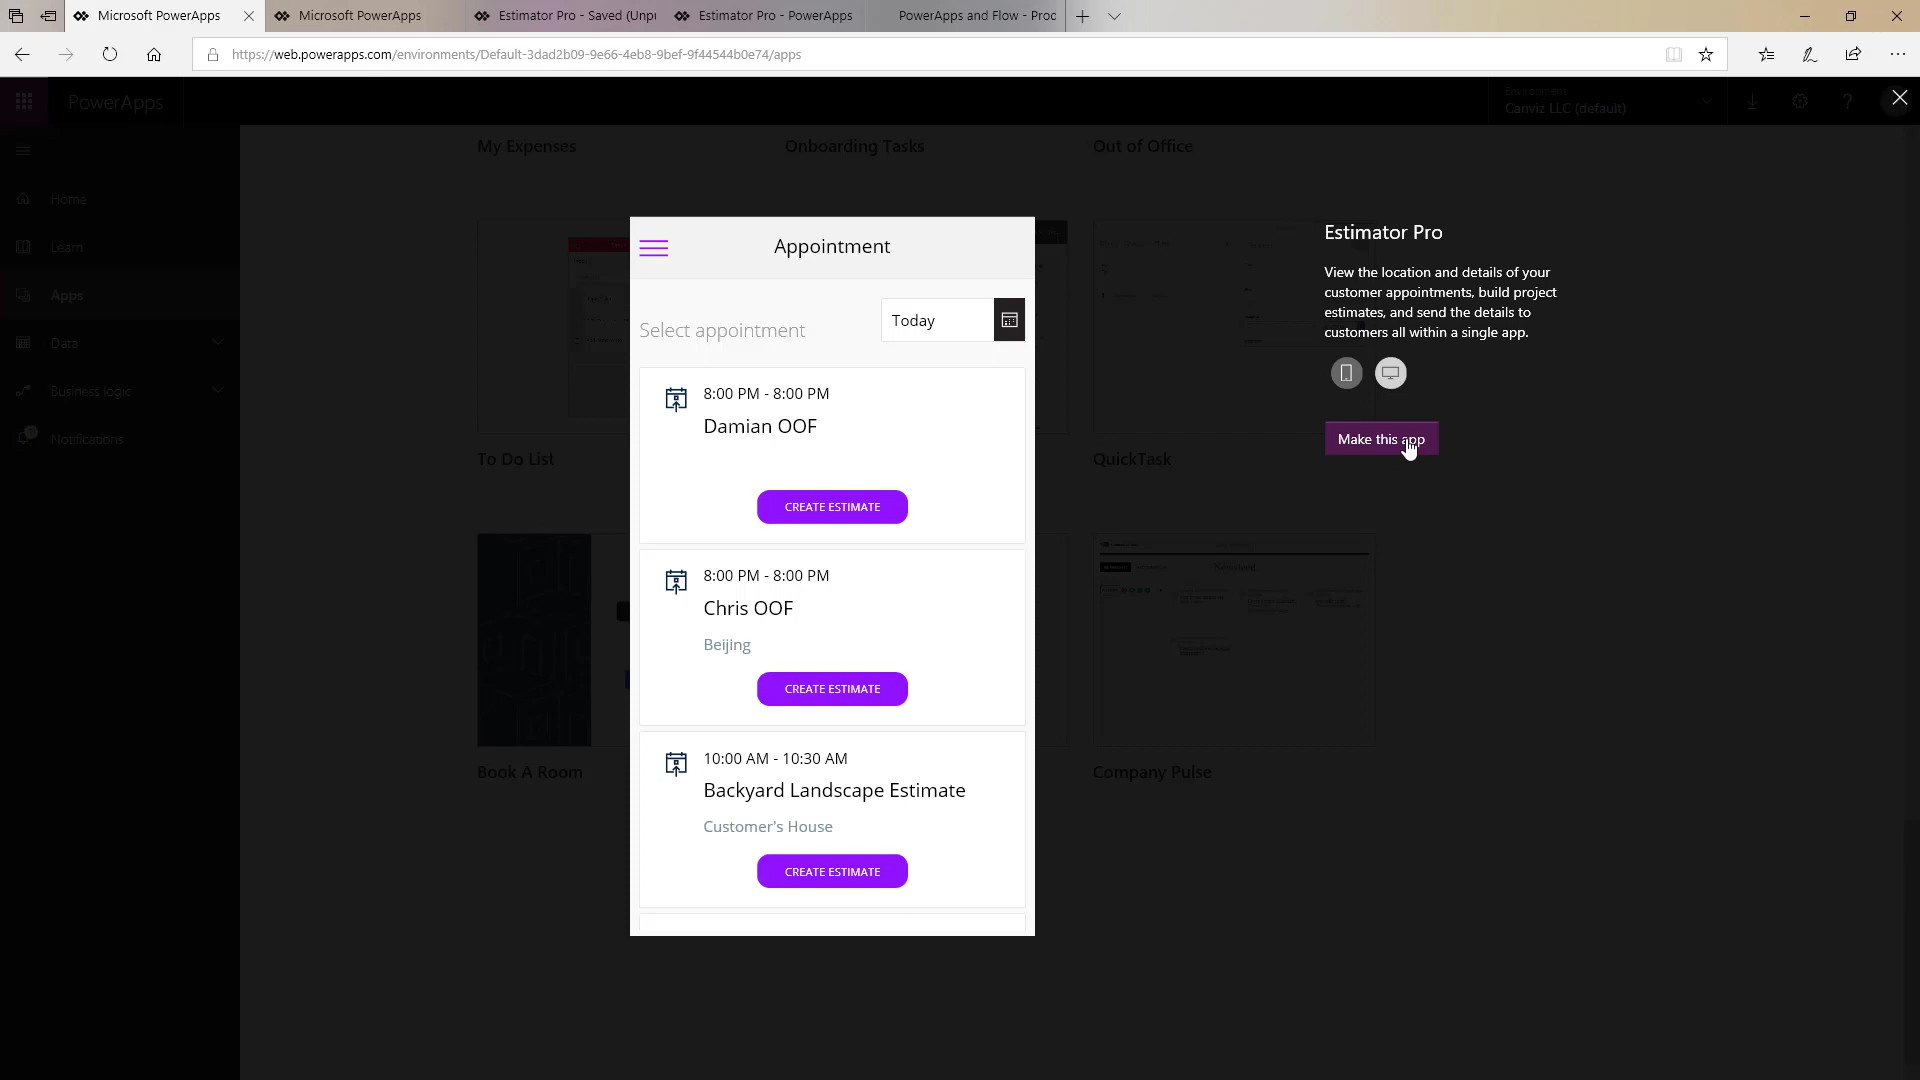 Microsoft PowerApps
Microsoft PowerApps
Estimator Pro - Saved (Unpu
Estimator Pro - PowerApps
PowerApps and Flow - Prod
https://web.powerapps.com/environments/Default-3dad2b09-9e66-4eb8-9bef-9f44544b0e74/apps
PowerApps
Environment
Canviz LLC (default)
Home
Learn
Apps
Data
Business logic
Notifications
My Expenses
Onboarding Tasks
Out of Office
To Do List
QuickTask
Book A Room
Company Pulse
Appointment
Select appointment
Today
8:00 PM - 8:00 PM
Damian OOF
CREATE ESTIMATE
8:00 PM - 8:00 PM
Chris OOF
Beijing
CREATE ESTIMATE
10:00 AM - 10:30 AM
Backyard Landscape Estimate
Customer's House
CREATE ESTIMATE
Estimator Pro
View the location and details of your
customer appointments, build project
estimates, and send the details to
customers all within a single app.
Make this app